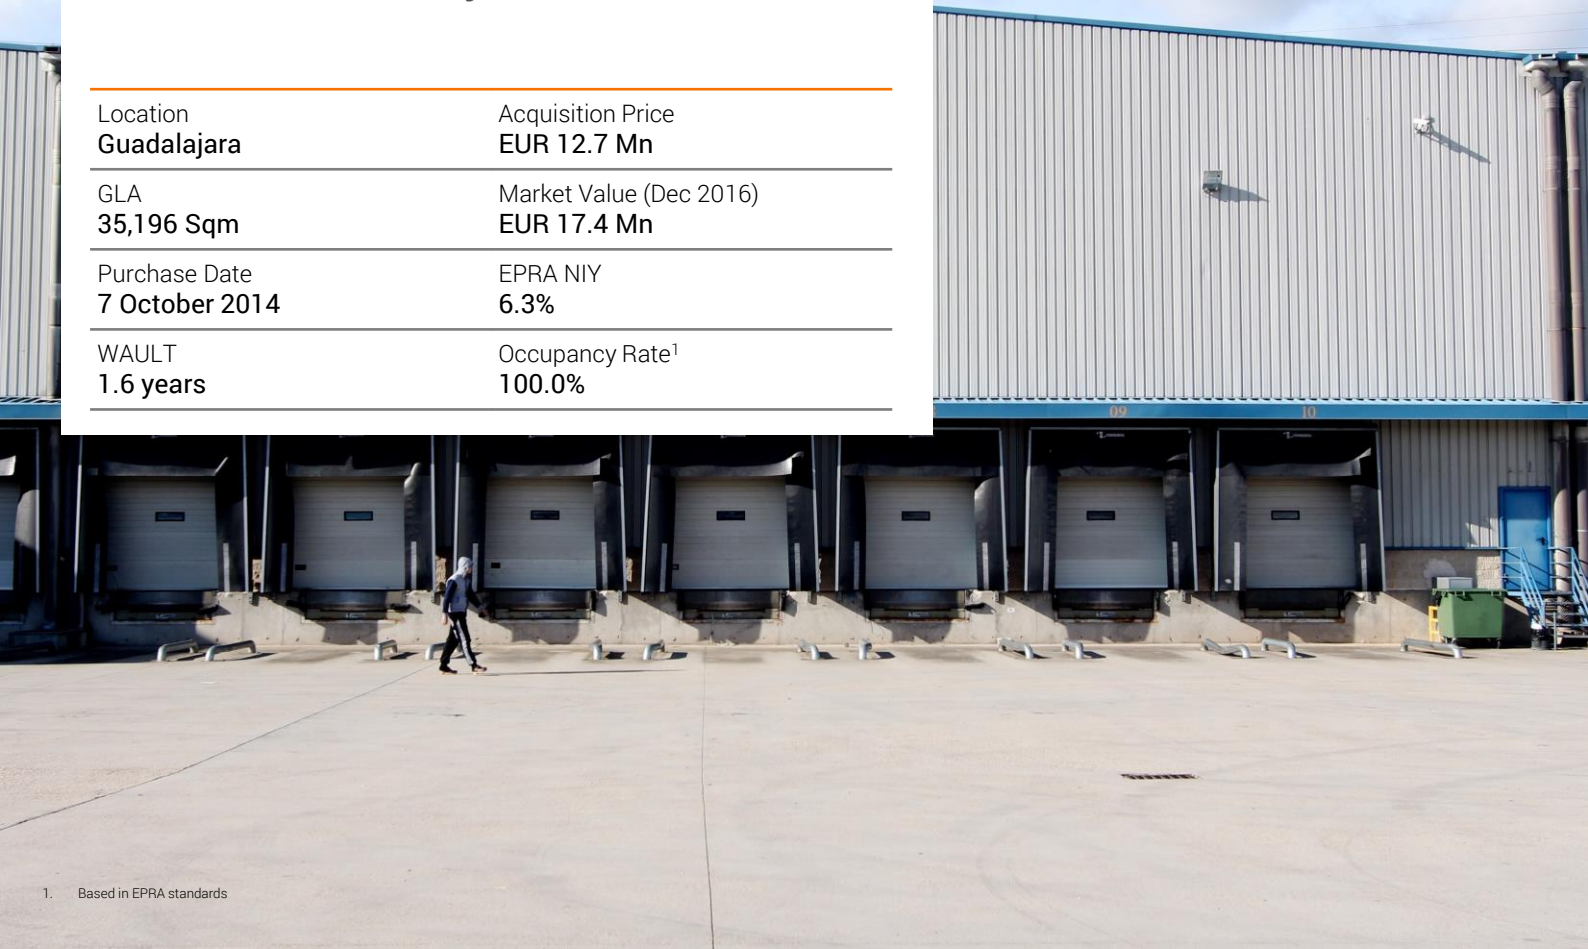 Location
Guadalajara
Acquisition Price
EUR 12.7 Mn
GLA
35,196 Sqm
Market Value (Dec 2016)
EUR 17.4 Mn
Purchase Date
7 October 2014
EPRA NIY
6.3%
WAULT
1.6 years
Occupancy Rate¹
100.0%
09
10
1. Based in EPRA standards